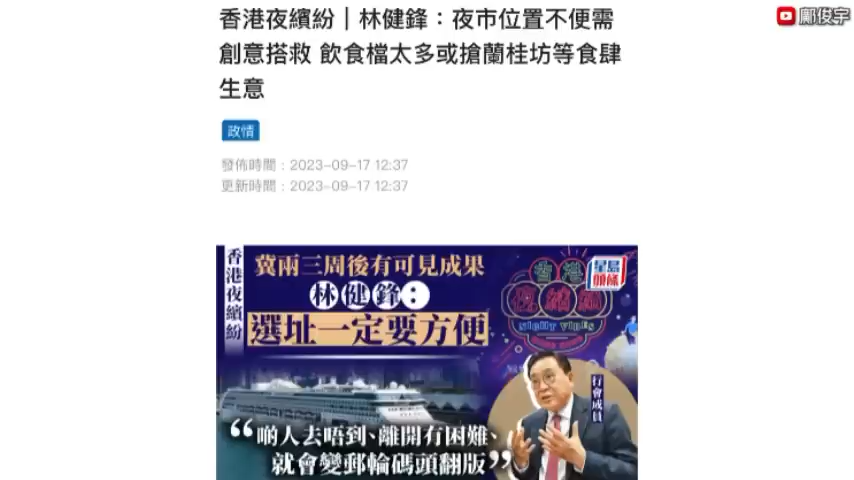 鄺俊宇
香港夜繽紛｜林健鋒：夜市位置不便需
創意搭救 飲食檔太多或搶蘭桂坊等食肆
生意
政情
發佈時間：2023-09-17 12:37
更新時間：2023-09-17 12:37
香港夜繽紛
冀兩三周後有可見成果
林健鋒：
選址一定要方便
香港
夜繽紛
NIGHT VIBES
星島
頭條
行會成員
“啲人去唔到、離開有困難、
就會變郵輪碼頭翻版”